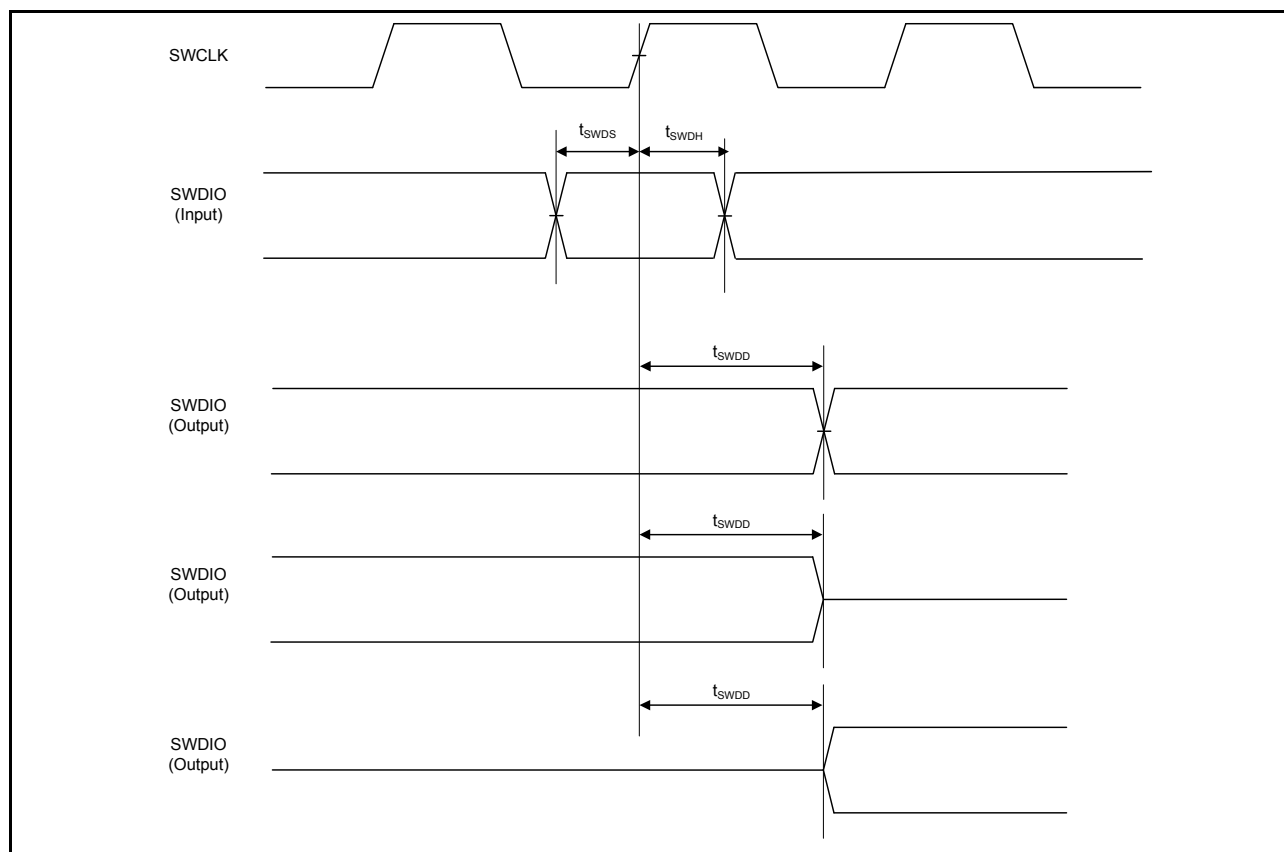 SWCLK
tSWDS
tSWDH
SWDIO
(Input)
tSWDD
SWDIO
(Output)
tSWDD
SWDIO
(Output)
tSWDD
SWDIO
(Output)